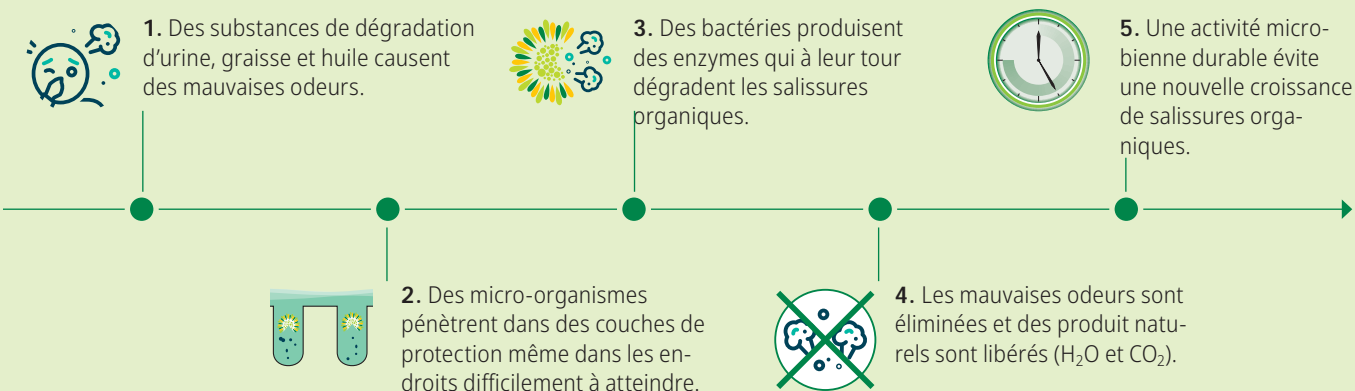 1. Des substances de dégradation
d’urine, graisse et huile causent
des mauvaises odeurs.
2. Des micro-organismes
pénètrent dans des couches de
protection même dans les en-
droits difficilement à atteindre.
3. Des bactéries produisent
des enzymes qui à leur tour
dégradent les salissures
organiques.
4. Les mauvaises odeurs sont
éliminées et des produit natu-
rels sont libérés (H₂O et CO₂).
5. Une activité micro-
bienne durable évite
une nouvelle croissance
de salissures orga-
niques.